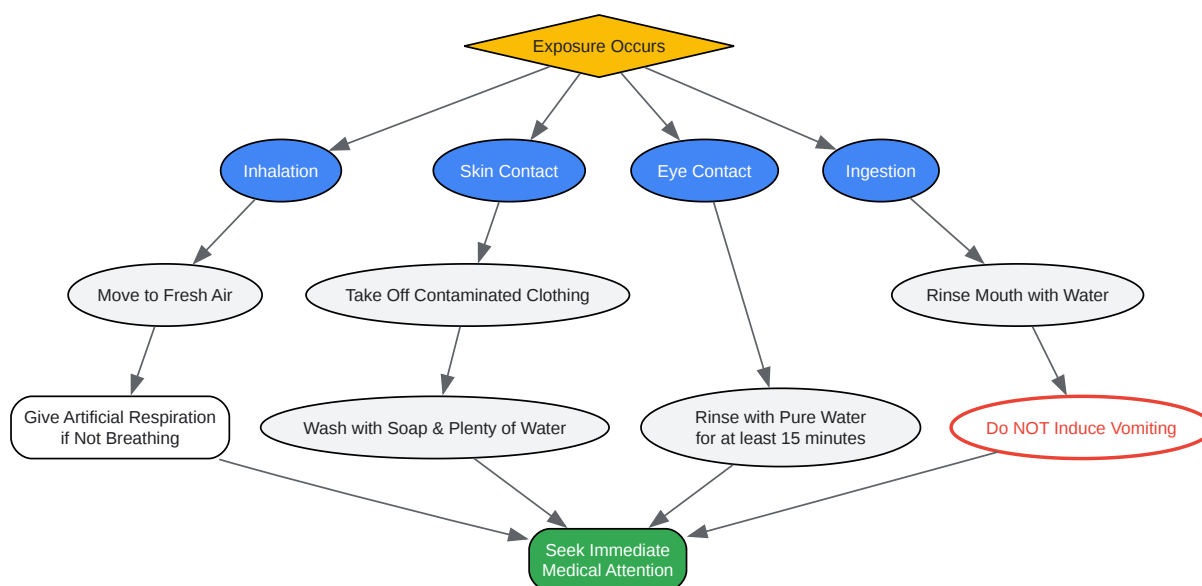 Exposure Occurs
Inhalation
Skin Contact
Eye Contact
Ingestion
Move to Fresh Air
Take Off Contaminated Clothing
Rinse Mouth with Water
Give Artificial Respiration
if Not Breathing
Wash with Soap & Plenty of Water
Rinse with Pure Water
for at least 15 minutes
Do NOT Induce Vomiting
Seek Immediate
Medical Attention